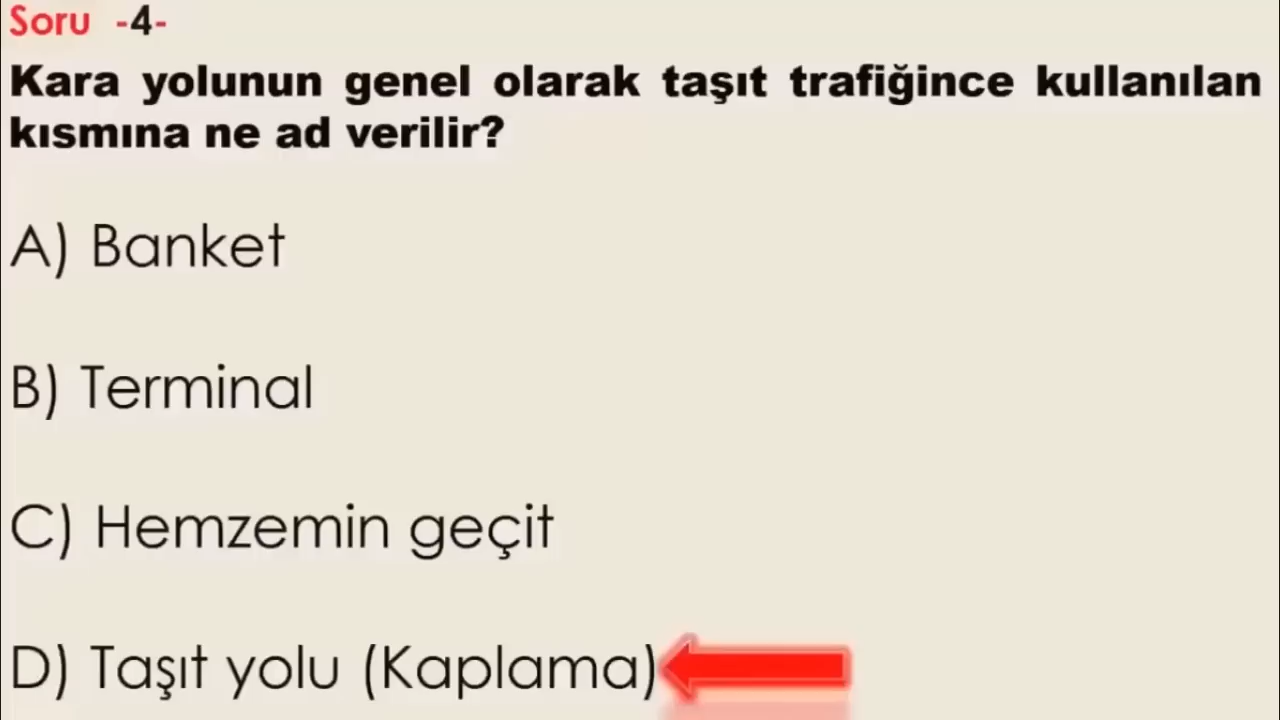 Soru -4-
Kara yolunun genel olarak taşıt trafiğince kullanılan
kısmına ne ad verilir?
A) Banket
B) Terminal
C) Hemzemin geçit
D) Taşıt yolu (Kaplama)